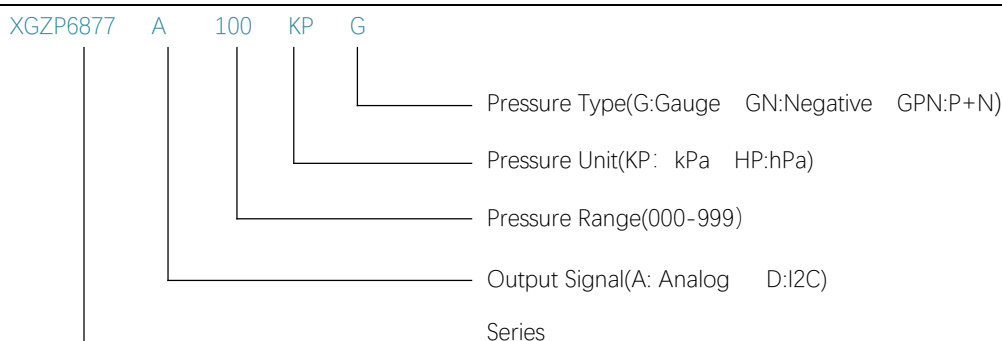 XGZP6877 A 100 KP G
Pressure Type(G:Gauge GN:Negative GPN:P+N)
Pressure Unit(KP: kPa HP:hPa)
Pressure Range(000-999)
Output Signal(A: Analog D:I2C)
Series